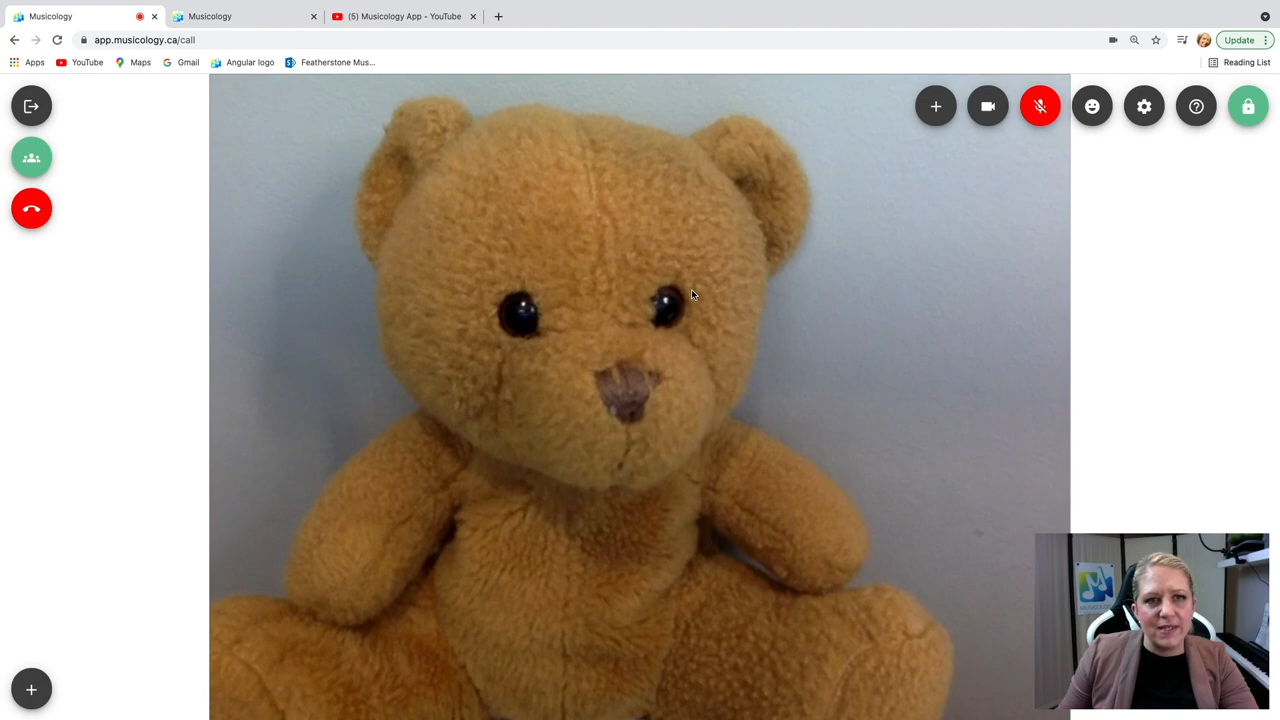 Musicology
Musicology
(5) Musicology App - YouTube
app.musicology.ca/call
Update
Apps
YouTube
Maps
Gmail
Angular logo
Featherstone Mus...
Reading List
MUSICOLOGY